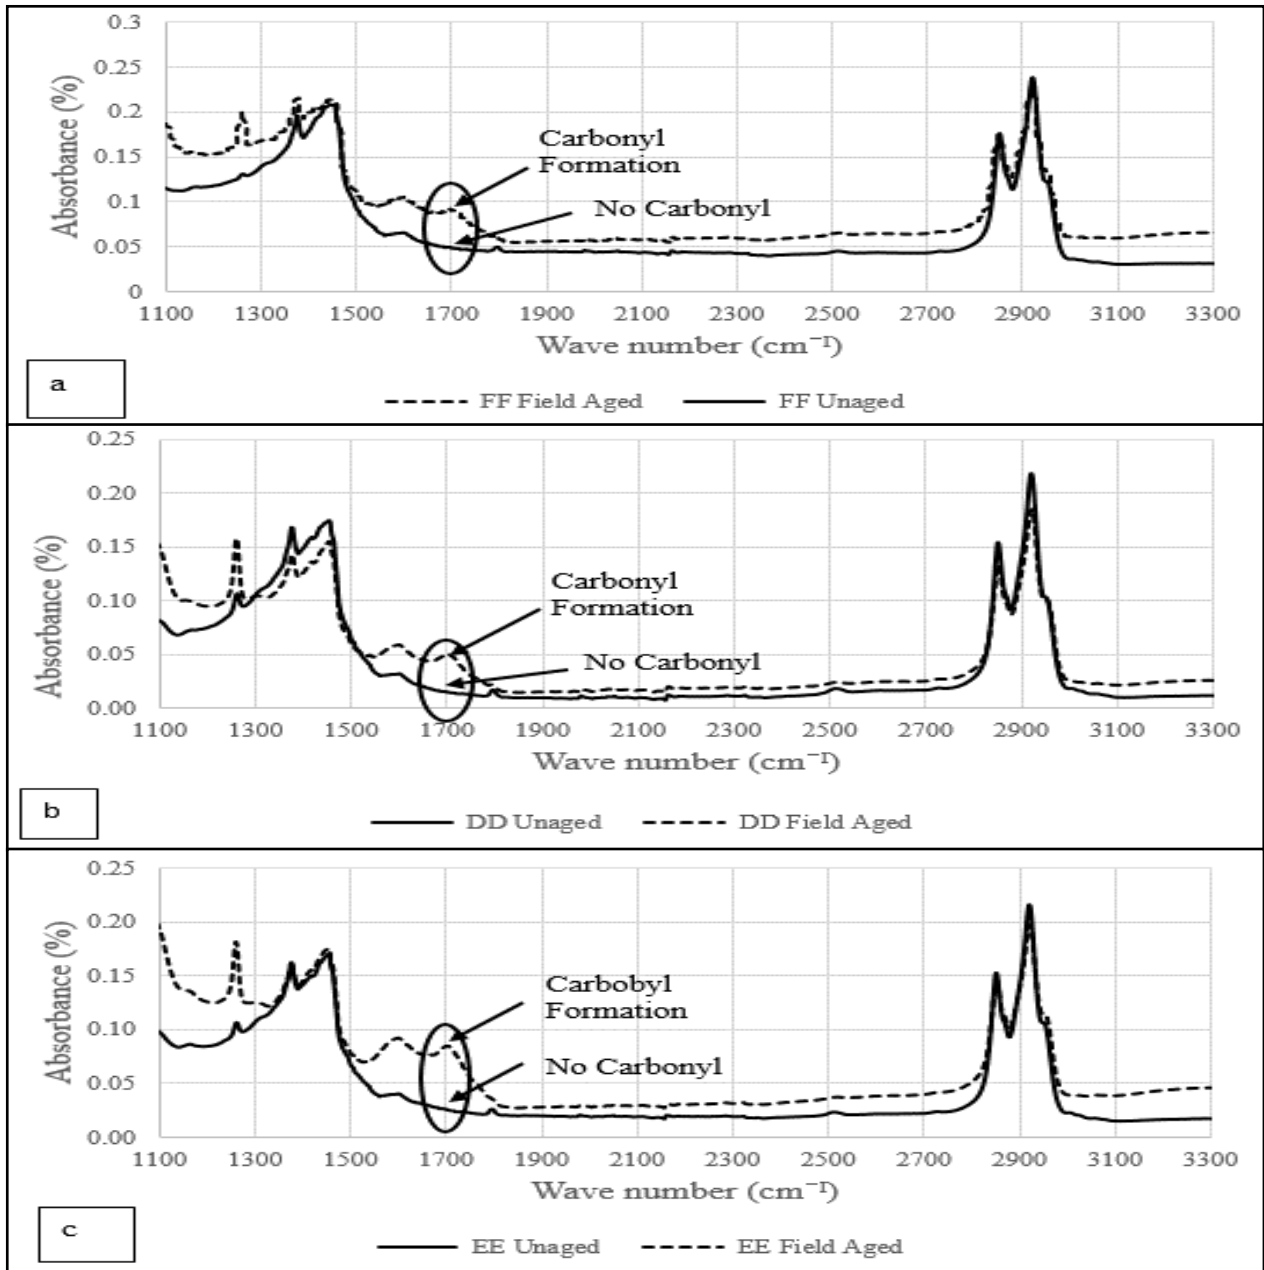 0.3
0.25
0.2
0.15
0.1
0.05
0
Absorbance (%)
Carbonyl
Formation
No Carbonyl
1100 1300 1500 1700 1900 2100 2300 2500 2700 2900 3100 3300
Wave number (cm⁻¹)
a
FF Field Aged FF Unaged
0.25
0.20
0.15
0.10
0.05
0.00
Absorbance (%)
Carbonyl
Formation
No Carbonyl
1100 1300 1500 1700 1900 2100 2300 2500 2700 2900 3100 3300
Wave number (cm⁻¹)
b
DD Unaged DD Field Aged
0.25
0.20
0.15
0.10
0.05
0.00
Absorbance (%)
Carbobyl
Formation
No Carbonyl
1100 1300 1500 1700 1900 2100 2300 2500 2700 2900 3100 3300
Wave number (cm⁻¹)
c
EE Unaged EE Field Aged